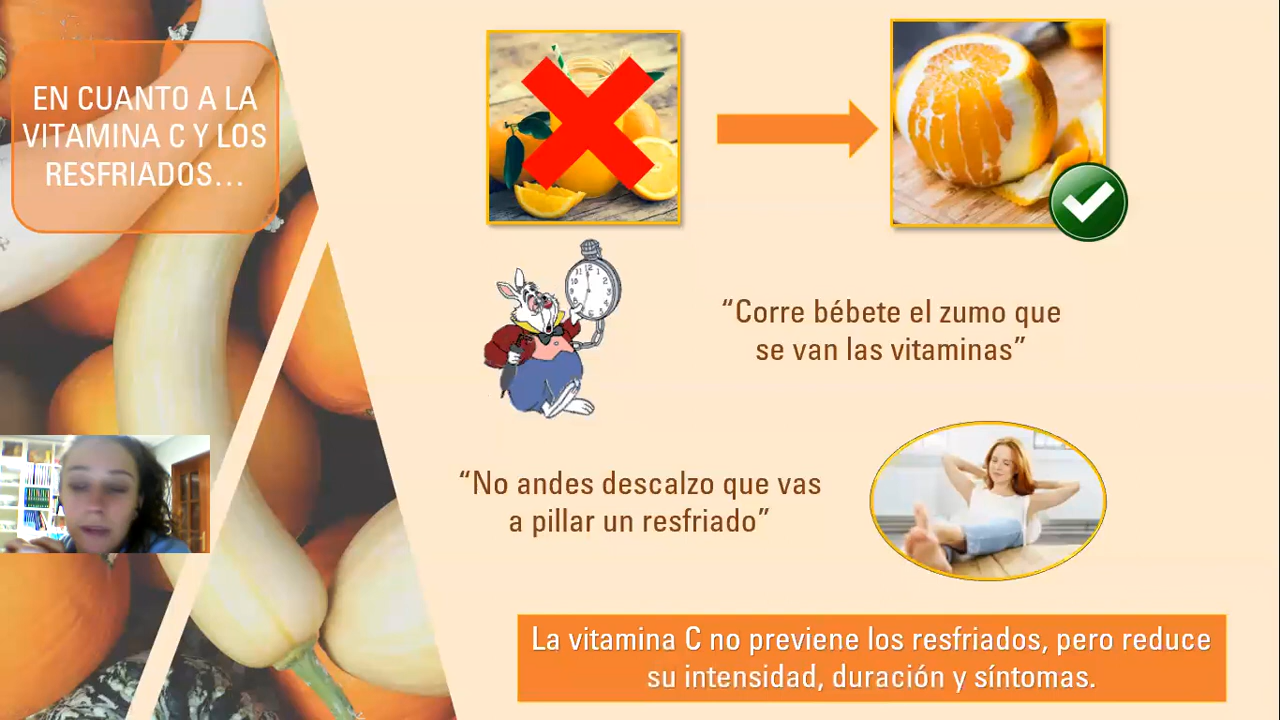 EN CUANTO A LA
VITAMINA C Y LOS
RESFRIADOS...
“Corre bébete el zumo que
se van las vitaminas”
“No andes descalzo que vas
a pillar un resfriado”
La vitamina C no previene los resfriados, pero reduce
su intensidad, duración y síntomas.